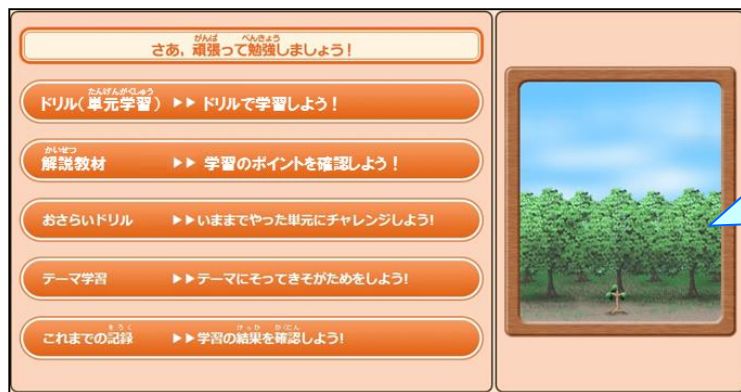 さあ，頑張って勉強しましょう！
ドリル（単元学習） ▶▶ ドリルで学習しよう！
解説教材 ▶▶ 学習のポイントを確認しよう！
おさらいドリル ▶▶いままでやった単元にチャレンジしよう!
テーマ学習 ▶▶テーマにそってきそがためをしよう!
これまでの記録 ▶▶学習の結果を確認しよう!